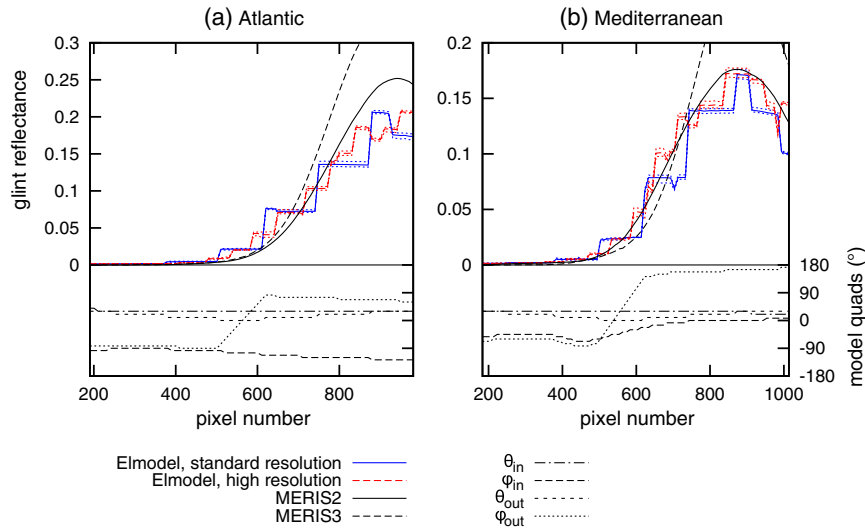 (a) Atlantic
(b) Mediterranean
glint reflectance
0.3
0.25
0.2
0.15
0.1
0.05
0
200
400
600
800
pixel number
0.2
0.15
0.1
0.05
0
180
90
0
-90
-180
model quads (°)
200
400
600
800
1000
pixel number
Elmodel, standard resolution
Elmodel, high resolution
MERIS2
MERIS3
θin
φin
θout
φout